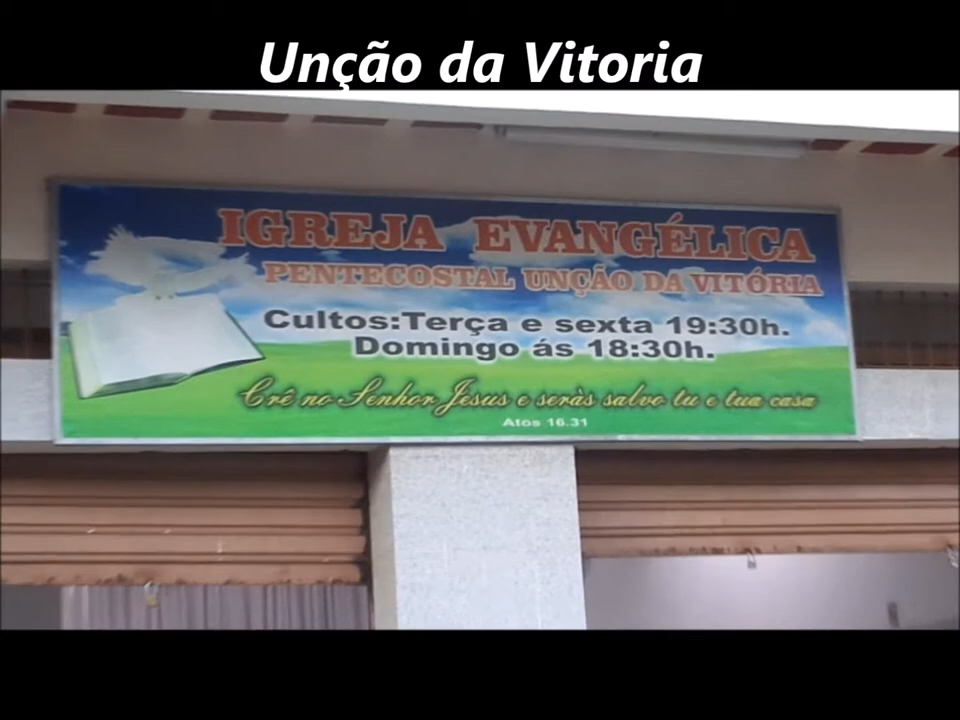 Unção da Vitoria
IGREJA EVANGÉLICA
PENTECOSTAL UNÇÃO DA VITÓRIA
Cultos:Terça e sexta 19:30h.
Domingo ás 18:30h.
Crê no Senhor Jesus e seràs salvo tu e tua casa
Atos 16.31